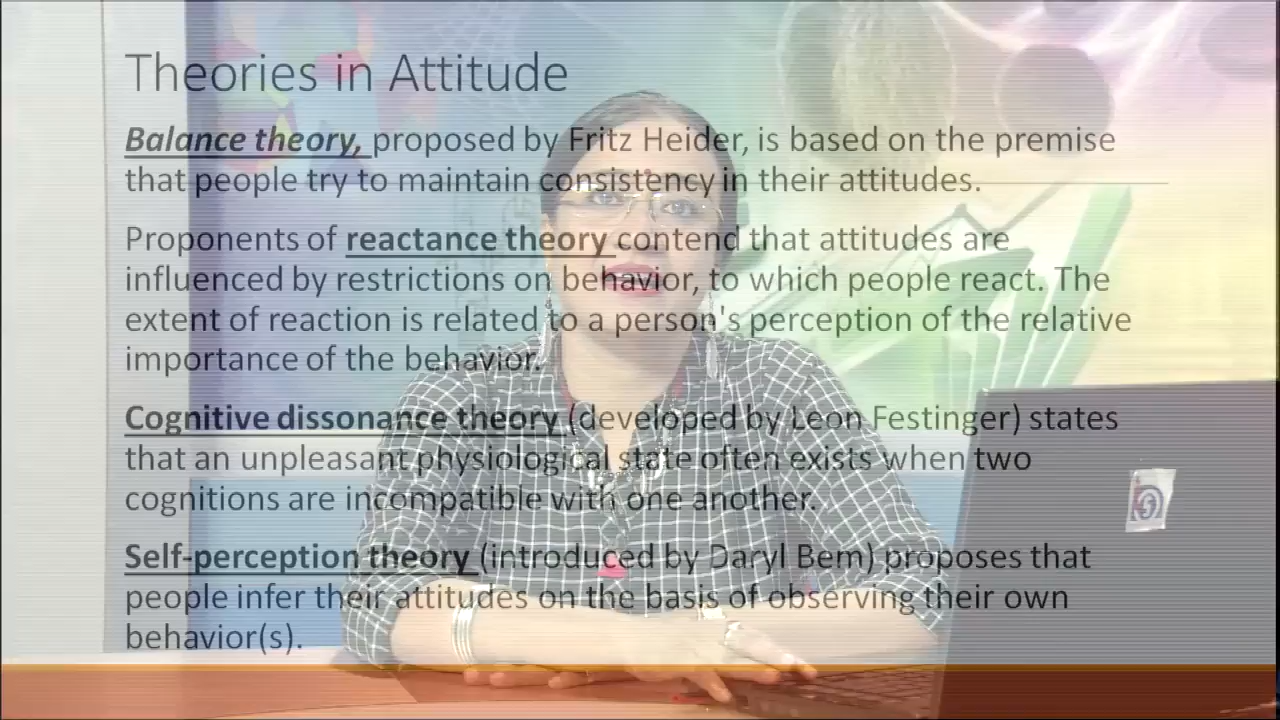 Theories in Attitude
Balance theory, proposed by Fritz Heider, is based on the premise
that people try to maintain consistency in their attitudes.
Proponents of reactance theory contend that attitudes are
influenced by restrictions on behavior, to which people react. The
extent of reaction is related to a person's perception of the relative
importance of the behavior.
Cognitive dissonance theory (developed by Leon Festinger) states
that an unpleasant physiological state often exists when two
cognitions are incompatible with one another.
Self-perception theory (introduced by Daryl Bem) proposes that
people infer their attitudes on the basis of observing their own
behavior(s).